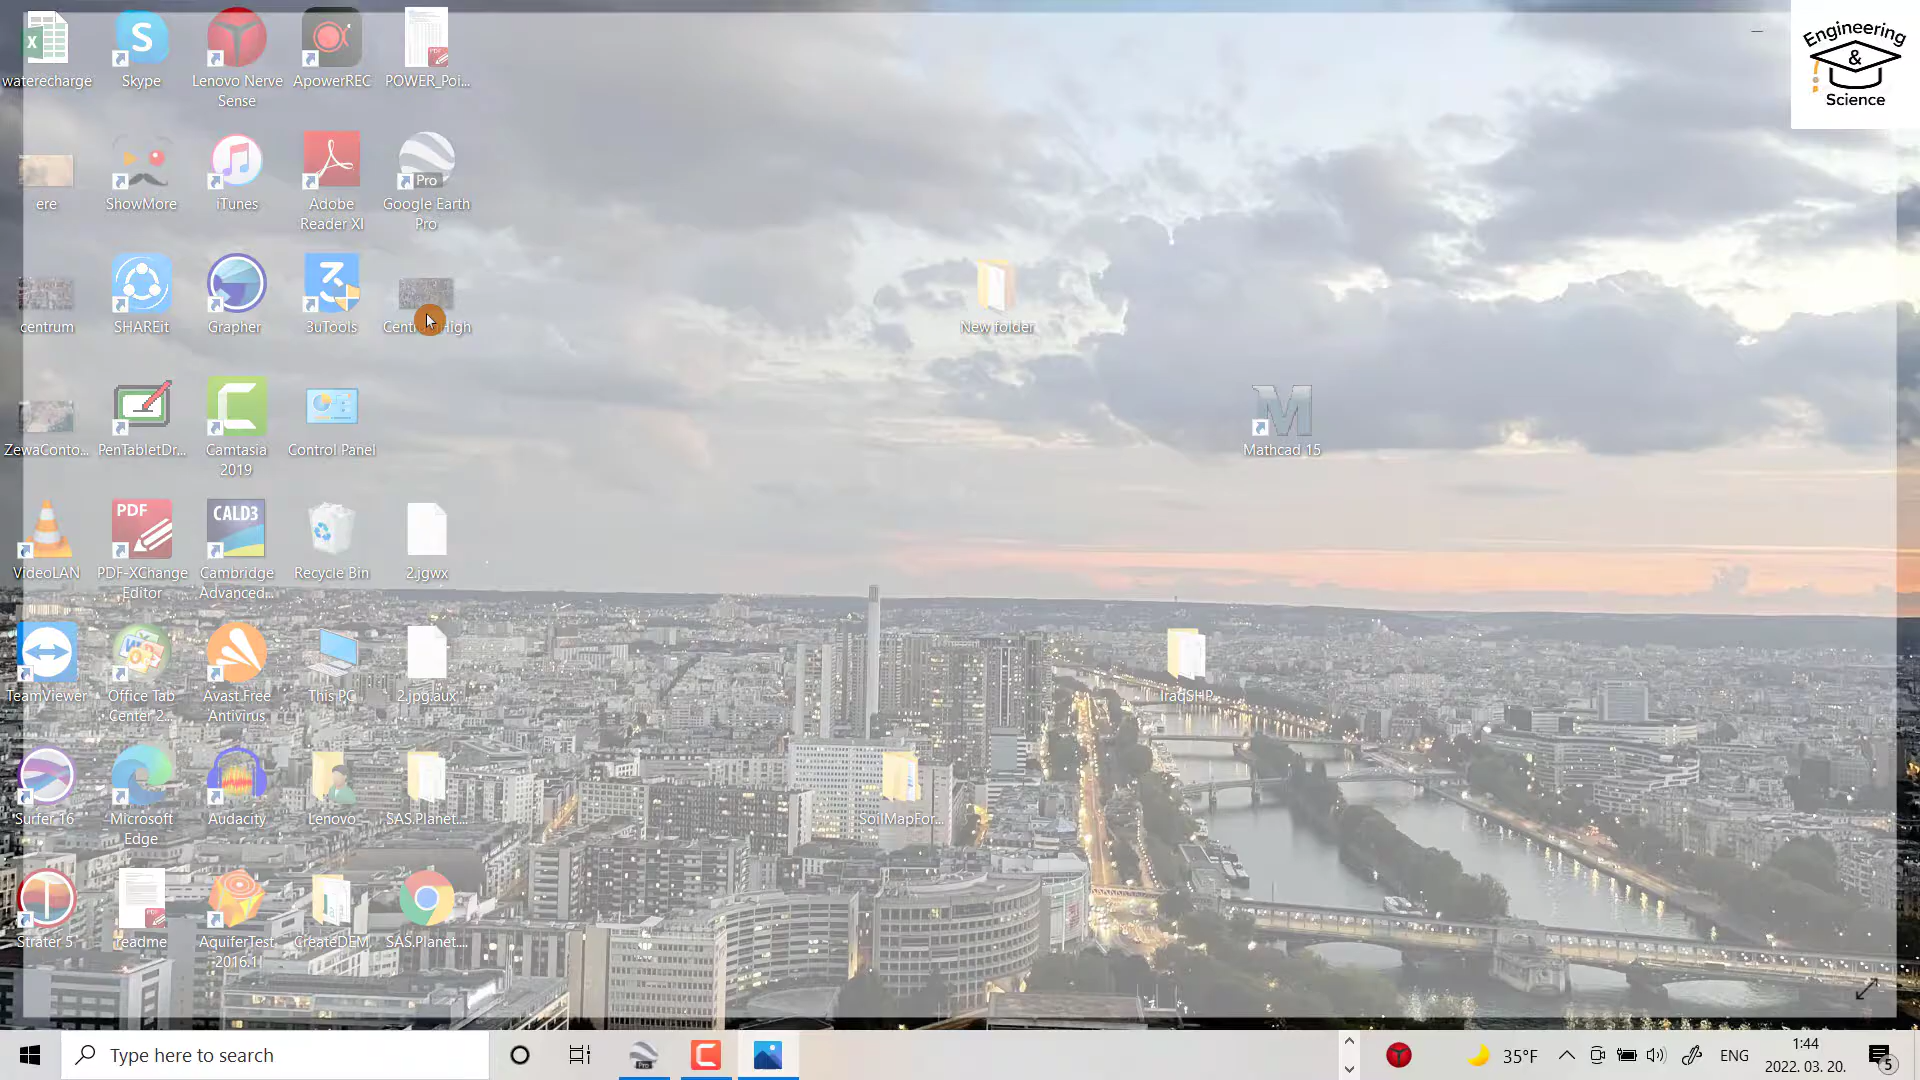 waterecharge
Skype
Lenovo Nerve
Sense
ApowerREC
POWER_Poi...
Engineering
&
Science
ere
ShowMore
iTunes
Adobe
Reader XI
Pro
Google Earth
Pro
centrum
SHAREit
Grapher
3uTools
New folder
ZewaConto...
PenTabletDr...
Camtasia
2019
Control Panel
Mathcad 15
VideoLAN
PDF
PDF-XChange
Editor
CALD3
Cambridge
Advanced...
Recycle Bin
2.jgwx
TeamViewer
Office Tab
Center 2...
Avast Free
Antivirus
This PC
2.jpg.aux
IraqSHP
Surfer 16
Microsoft
Edge
Audacity
Lenovo
SAS.Planet...
SoilMapFor...
Strater 5
readme
AquiferTest
2016.1
CreateDEM
SAS.Planet...
Type here to search
35°F
ENG
1:44
2022. 03. 20.
5